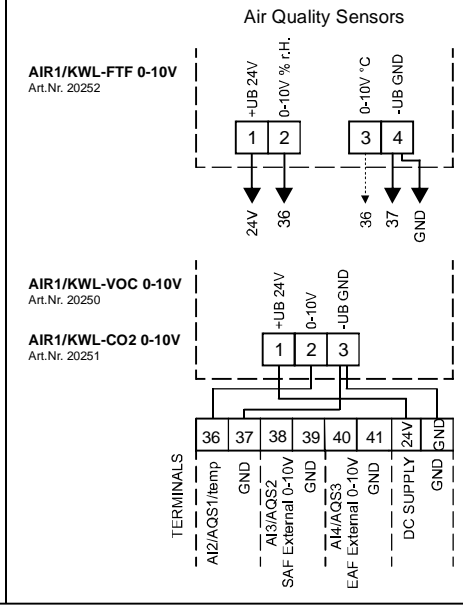 Air Quality Sensors
AIR1/KWL-FTF 0-10V
Art.Nr. 20252
+UB 24V
0-10V % r.H.
0-10V °C
-UB GND
1 2 3 4
24V
36
36
37
GND
AIR1/KWL-VOC 0-10V
Art.Nr. 20250
AIR1/KWL-CO2 0-10V
Art.Nr. 20251
+UB 24V
0-10V
-UB GND
1 2 3
36 37 38 39 40 41 24V GND
TERMINALS
AI2/AQS1/temp
GND
AI3/AQS2
SAF External 0-10V
GND
AI4/AQS3
EAF External 0-10V
GND
DC SUPPLY
GND